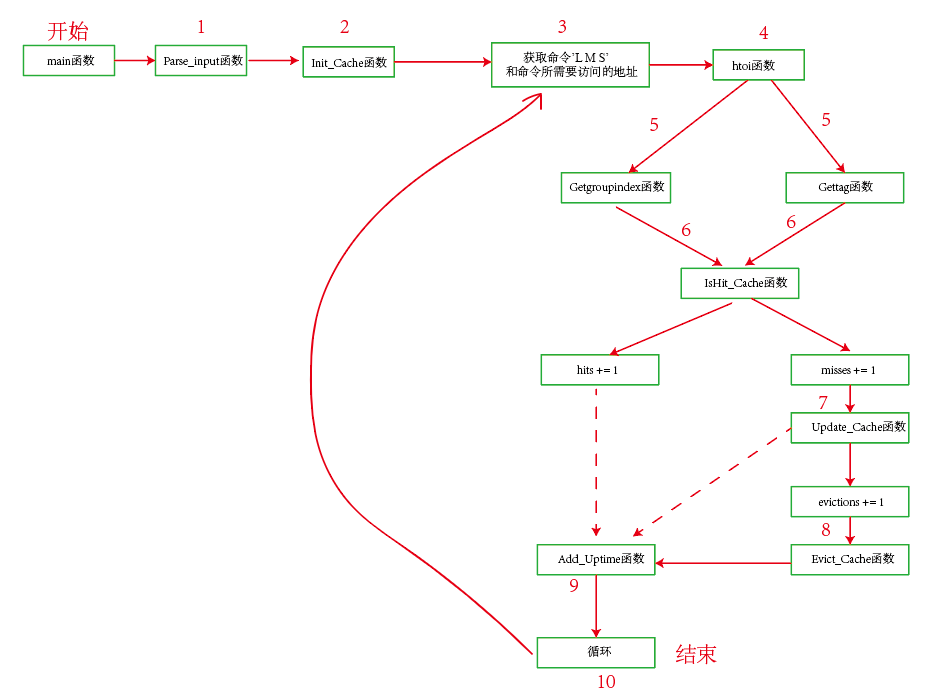 开始
1
2
3
4
main函数
Parse_input函数
Init_Cache函数
获取命令'L M S'
和命令所需要访问的地址
htoi函数
5
5
Getgroupindex函数
Gettag函数
6
6
IsHit_Cache函数
hits += 1
misses += 1
7
Update_Cache函数
evictions += 1
8
Add_Uptime函数
Evict_Cache函数
9
循环
结束
10